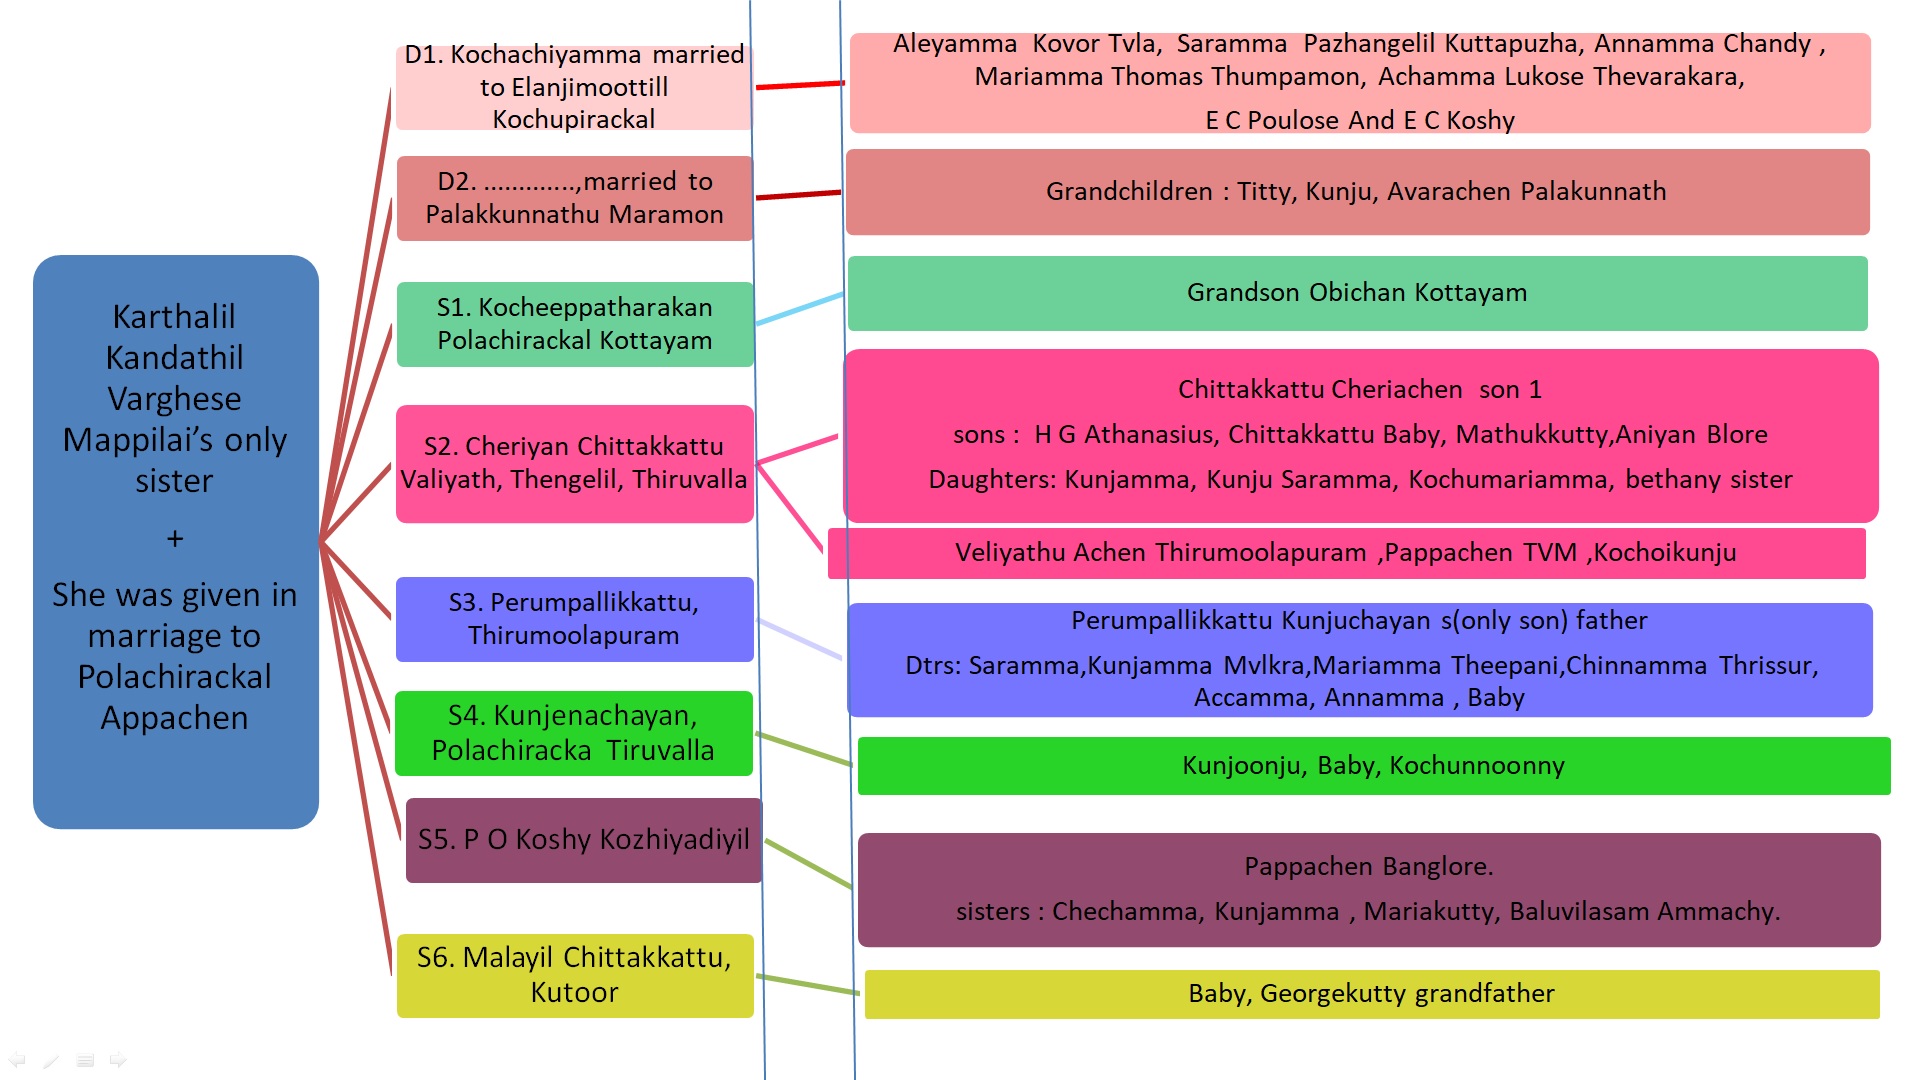 Karthalil
Kandathil
Varghese
Mappilai’s only
sister
+
She was given in
marriage to
Polachirackal
Appachen
D1. Kochachiyamma married
to Elanjimoottill
Kochupirackal
Aleyamma Kovor Tvla, Saramma Pazhangelil Kuttapuzha, Annamma Chandy ,
Mariamma Thomas Thumpamon, Achamma Lukose Thevarakara,
E C Poulose And E C Koshy
D2. .............,married to
Palakkunnathu Maramon
Grandchildren : Titty, Kunju, Avarachen Palakunnath
S1. Kocheeppatharakan
Polachirackal Kottayam
Grandson Obichan Kottayam
S2. Cheriyan Chittakkattu
Valiyath, Thengelil, Thiruvalla
Chittakkattu Cheriachen son 1
sons : H G Athanasius, Chittakkattu Baby, Mathukkutty,Aniyan Blore
Daughters: Kunjamma, Kunju Saramma, Kochumariamma, bethany sister
Veliyathu Achen Thirumoolapuram ,Pappachen TVM ,Kochoikunju
S3. Perumpallikkattu,
Thirumoolapuram
Perumpallikkattu Kunjuchayan s(only son) father
Dtrs: Saramma,Kunjamma Mvlkra,Mariamma Theepani,Chinnamma Thrissur,
Accamma, Annamma , Baby
S4. Kunjenachayan,
Polachiracka Tiruvalla
Kunjoonju, Baby, Kochunnoonny
S5. P O Koshy Kozhiyadiyil
Pappachen Banglore.
sisters : Chechamma, Kunjamma , Mariakutty, Baluvilasam Ammachy.
S6. Malayil Chittakkattu,
Kutoor
Baby, Georgekutty grandfather